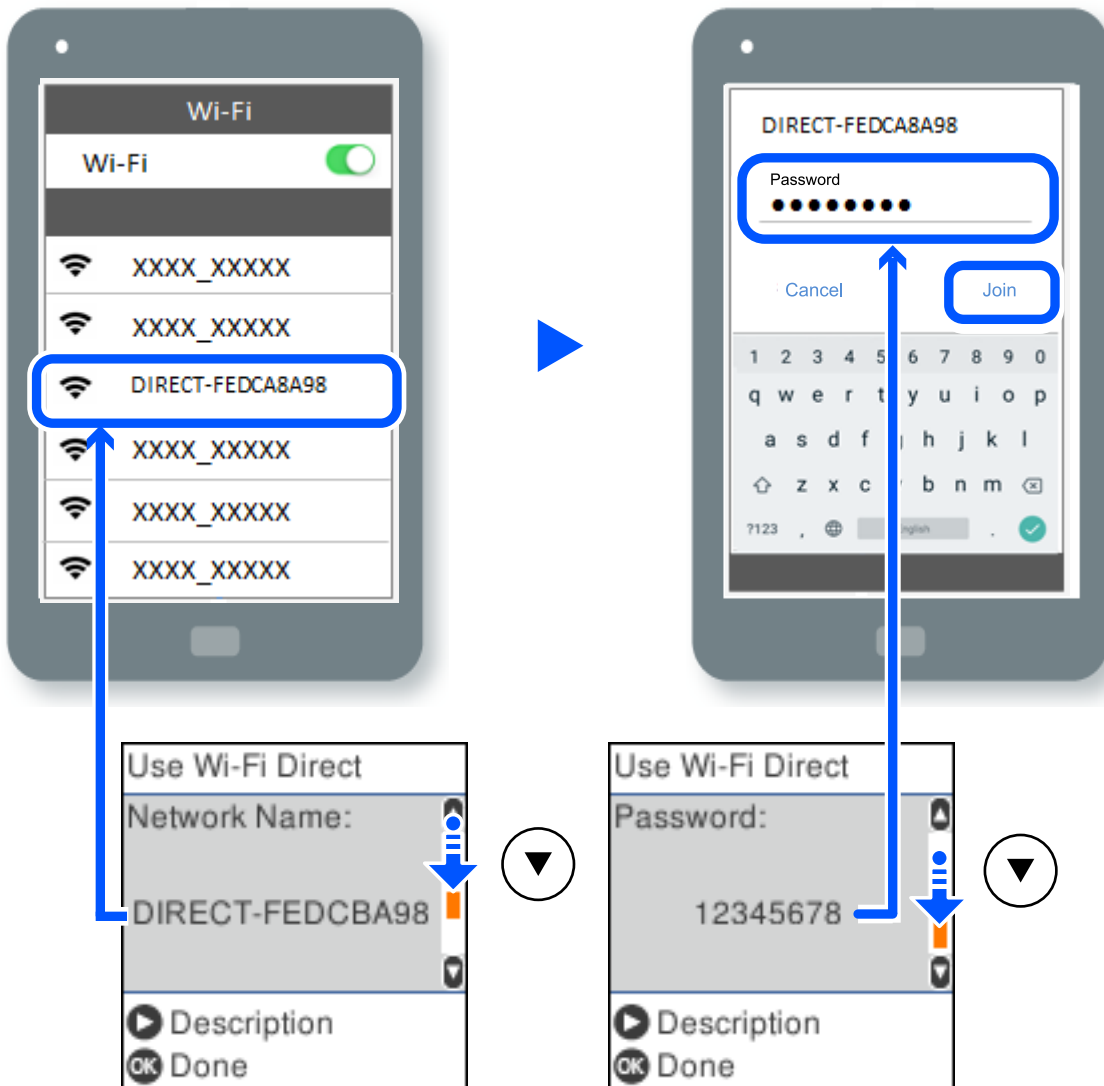 Wi-Fi
Wi-Fi
XXXX_XXXXX
XXXX_XXXXX
DIRECT-FEDCA8A98
XXXX_XXXXX
XXXX_XXXXX
XXXX_XXXXX
DIRECT-FEDCA8A98
Password
Cancel
Join
1 2 3 4 5 6 7 8 9 0
q w e r t y u i o p
a s d f g h j k l
z x c b n m
?123 , .
Use Wi-Fi Direct
Network Name:
DIRECT-FEDCBA98
Description
OK Done
Use Wi-Fi Direct
Password:
12345678
Description
OK Done